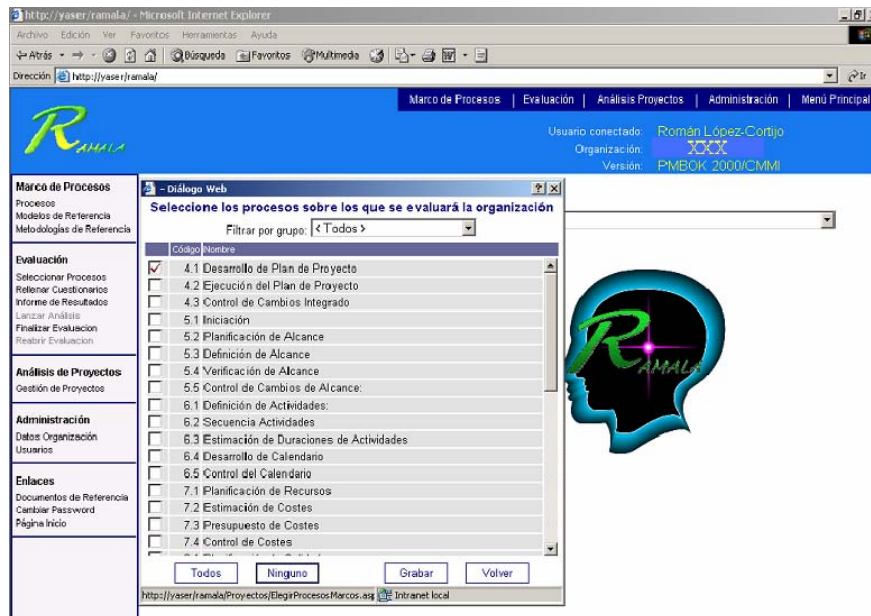 http://yaser/ramala/ - Microsoft Internet Explorer
Archivo Edición Ver Favoritos Herramientas Ayuda
Atrás Búsqueda Favoritos Multimedia
Dirección http://yaser/ramala/ Ir
Marco de Procesos | Evaluación | Análisis Proyectos | Administración | Menú Principal
RAMALA
Usuario conectado: Román López-Cortijo
Organización: XXX
Versión: PMBOK 2000/CMMI
Marco de Procesos
Procesos
Modelos de Referencia
Metodologías de Referencia
Evaluación
Seleccionar Procesos
Rellenar Cuestionarios
Informe de Resultados
Lanzar Análisis
Finalizar Evaluacion
Reabrir Evaluacion
Análisis de Proyectos
Gestión de Proyectos
Administración
Datos Organización
Usuarios
Enlaces
Documentos de Referencia
Cambiar Password
Página Inicio
- Diálogo Web
Seleccione los procesos sobre los que se evaluará la organización
Filtrar por grupo: <Todos>
Código Nombre
4.1 Desarrollo de Plan de Proyecto
4.2 Ejecución del Plan de Proyecto
4.3 Control de Cambios Integrado
5.1 Iniciación
5.2 Planificación de Alcance
5.3 Definición de Alcance
5.4 Verificación de Alcance
5.5 Control de Cambios de Alcance:
6.1 Definición de Actividades:
6.2 Secuencia Actividades
6.3 Estimación de Duraciones de Actividades
6.4 Desarrollo de Calendario
6.5 Control del Calendario
7.1 Planificación de Recursos
7.2 Estimación de Costes
7.3 Presupuesto de Costes
7.4 Control de Costes
Todos Ninguno Grabar Volver
http://yaser/ramala/Proyectos/ElegirProcesosMarcos.asp Intranet local
RAMALA